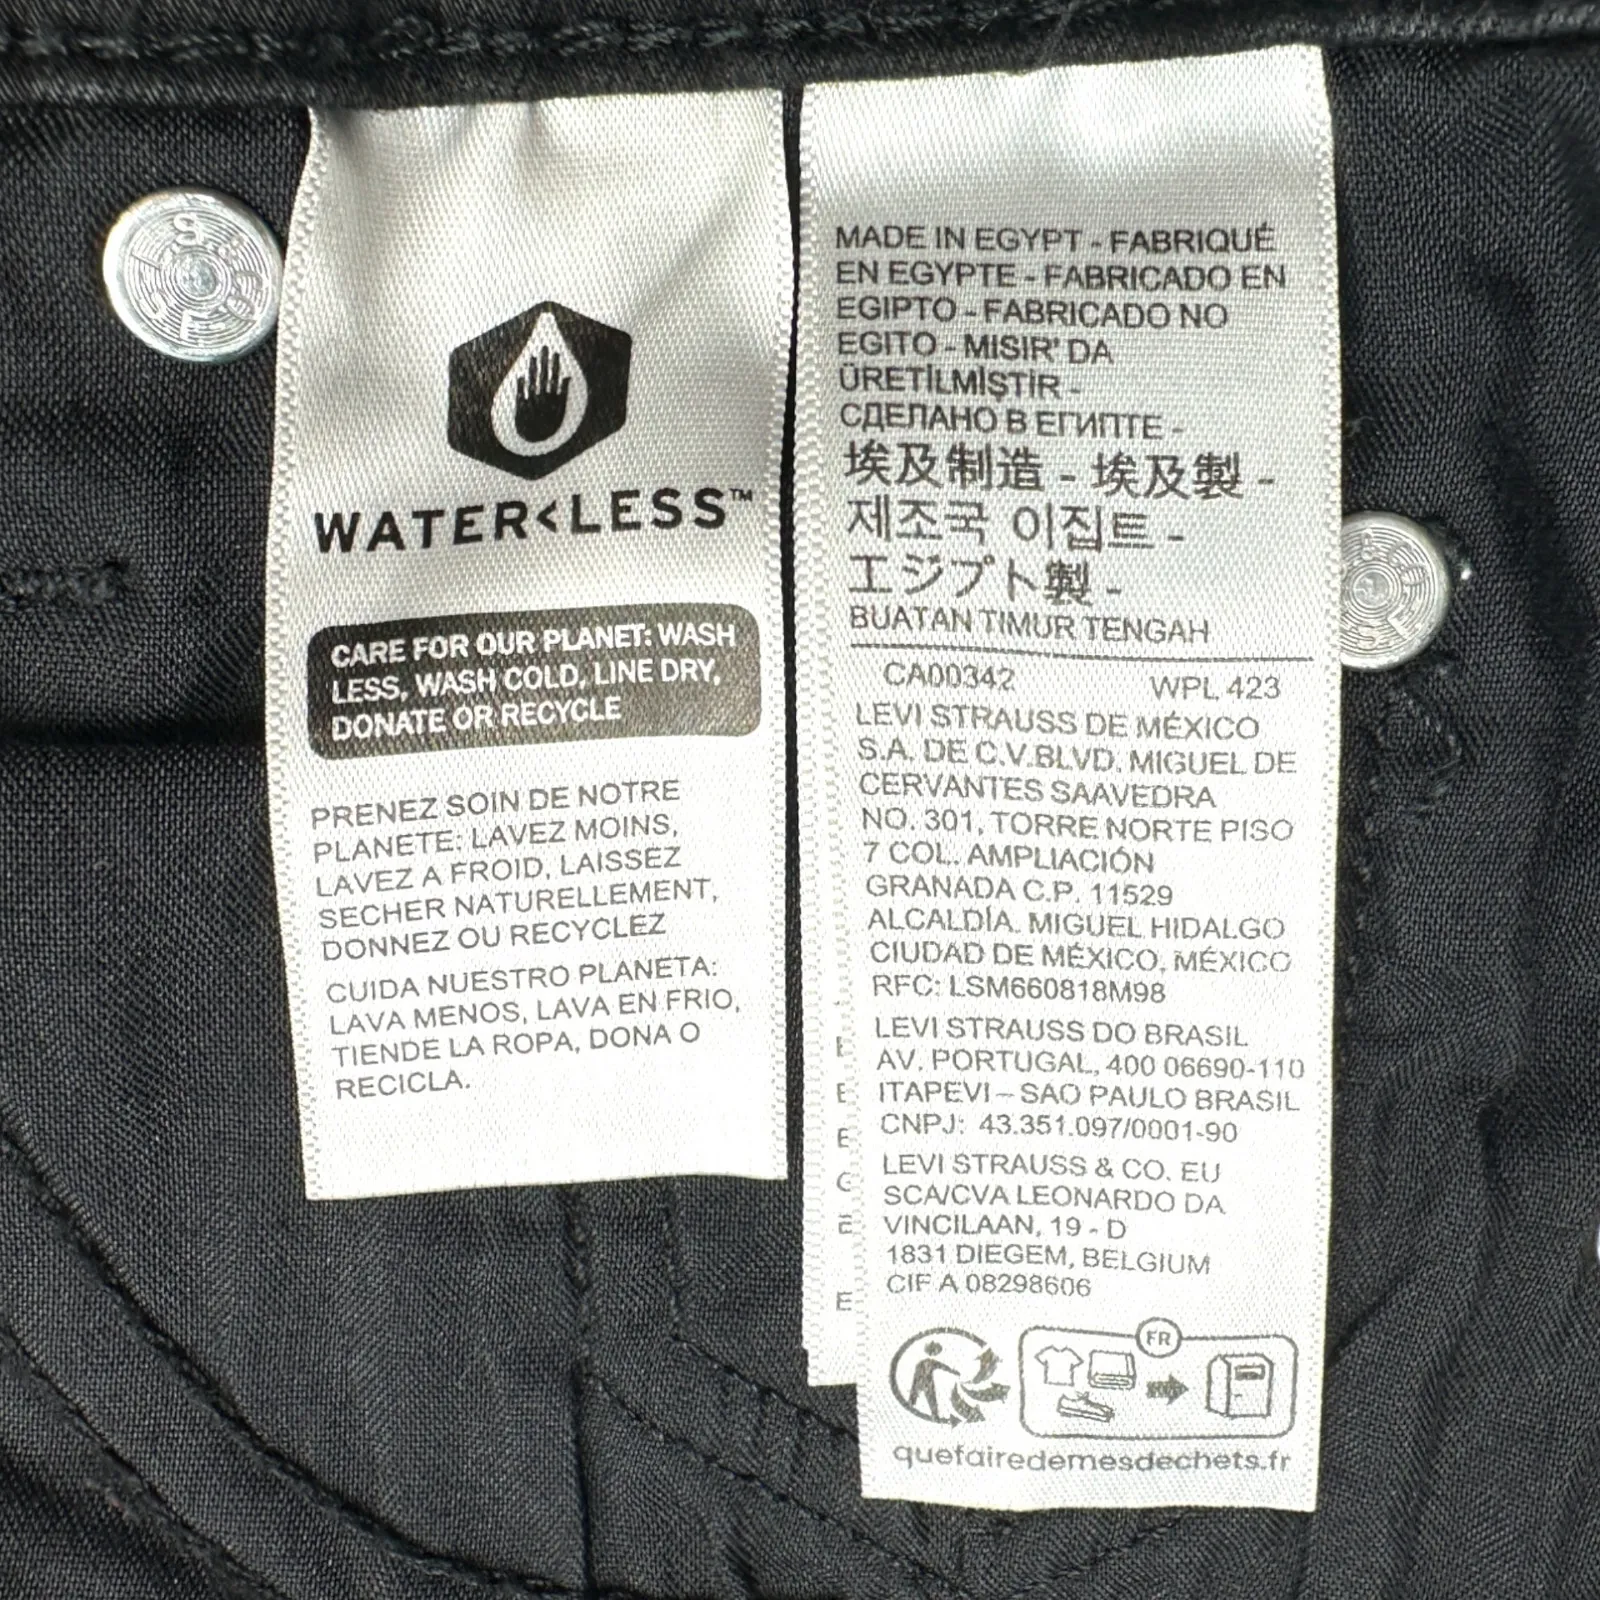 WATER<LESS™
CARE FOR OUR PLANET: WASH
LESS, WASH COLD, LINE DRY,
DONATE OR RECYCLE
PRENEZ SOIN DE NOTRE
PLANETE: LAVEZ MOINS,
LAVEZ A FROID, LAISSEZ
SECHER NATURELLEMENT,
DONNEZ OU RECYCLEZ
CUIDA NUESTRO PLANETA:
LAVA MENOS, LAVA EN FRIO,
TIENDE LA ROPA, DONA O
RECICLA.
MADE IN EGYPT - FABRIQUÉ
EN EGYPTE - FABRICADO EN
EGIPTO - FABRICADO NO
EGITO - MISIR' DA
ÜRETİLMİŞTİR -
СДЕЛАНО В ЕГИПТЕ -
埃及制造 - 埃及製 -
제조국 이집트 -
エジプト製 -
BUATAN TIMUR TENGAH
CA00342 WPL 423
LEVI STRAUSS DE MÉXICO
S.A. DE C.V.BLVD. MIGUEL DE
CERVANTES SAAVEDRA
NO. 301, TORRE NORTE PISO
7 COL. AMPLIACIÓN
GRANADA C.P. 11529
ALCALDÍA. MIGUEL HIDALGO
CIUDAD DE MÉXICO, MÉXICO
RFC: LSM660818M98
LEVI STRAUSS DO BRASIL
AV. PORTUGAL, 400 06690-110
ITAPEVI – SAO PAULO BRASIL
CNPJ: 43.351.097/0001-90
LEVI STRAUSS & CO. EU
SCA/CVA LEONARDO DA
VINCILAAN, 19 - D
1831 DIEGEM, BELGIUM
CIF A 08298606
FR
quefairedemesdechets.fr